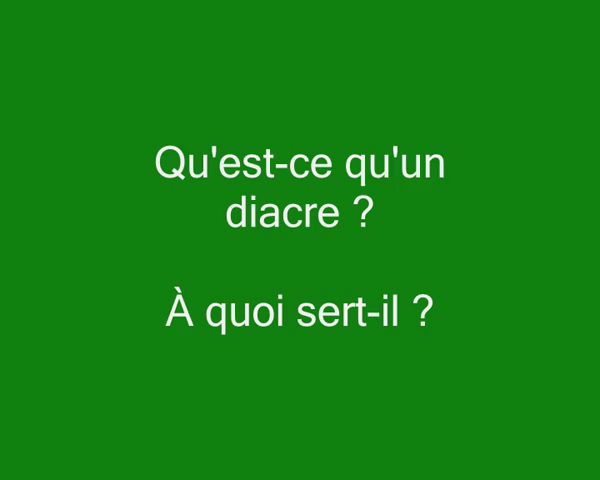 Qu'est-ce qu'un
diacre ?
À quoi sert-il ?